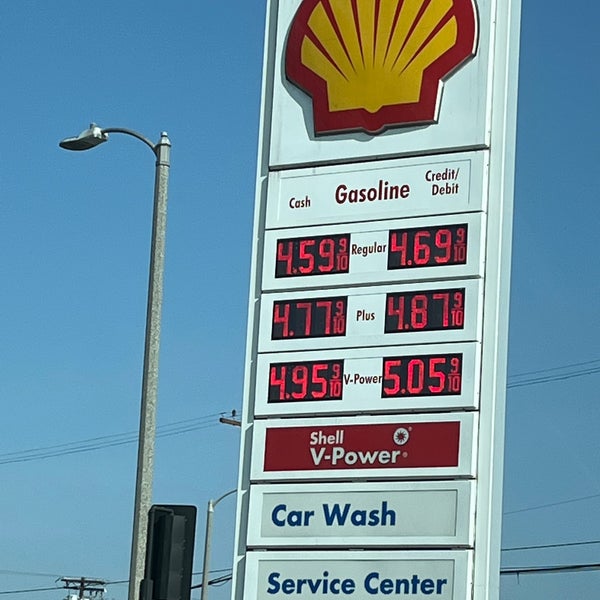 Cash Gasoline Credit/
Debit
4.59 9/10 Regular 4.69 9/10
4.77 9/10 Plus 4.87 9/10
4.95 9/10 V-Power 5.05 9/10
Shell
V-Power
Car Wash
Service Center